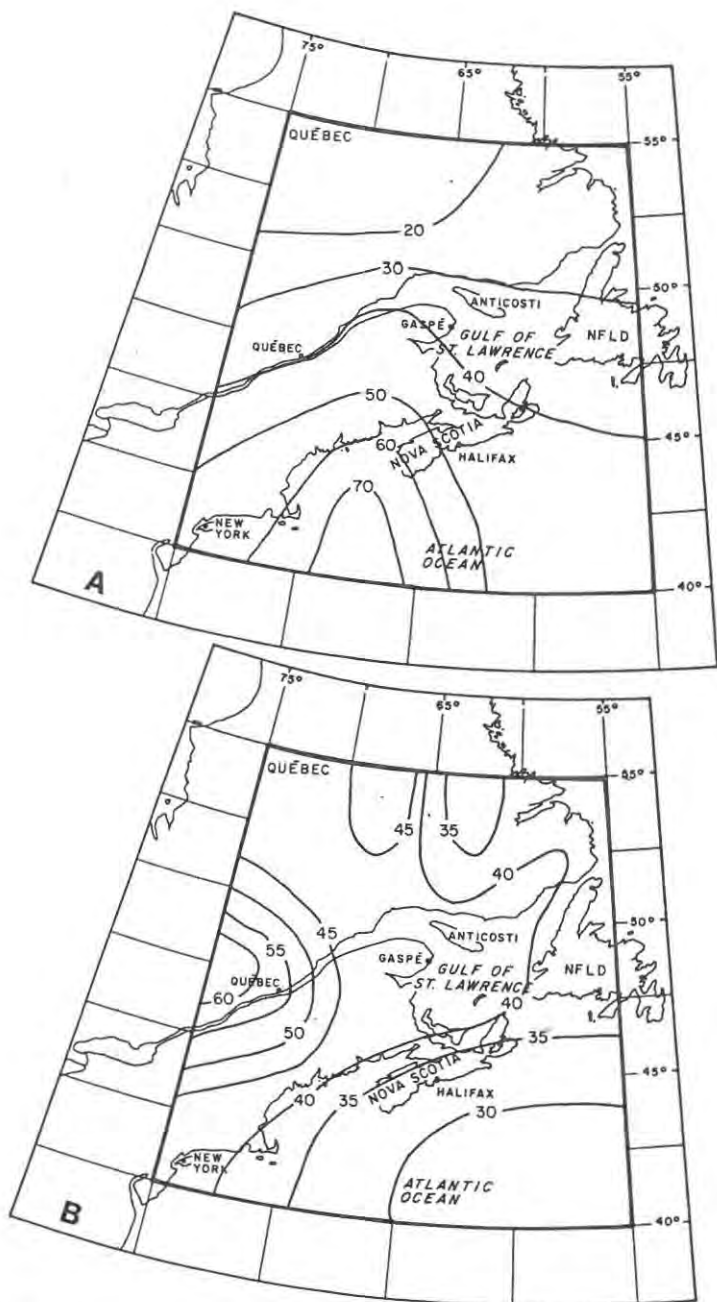 75°
65°
55°
QUÉBEC
55°
20
30
50°
ANTICOSTI
GASPÉ
GULF OF
ST. LAWRENCE
NFLD
QUÉBEC
40
50
45°
60
NOVA SCOTIA
HALIFAX
70
NEW
YORK
ATLANTIC
OCEAN
40°
A
75°
65°
55°
QUÉBEC
55°
45
35
40
50°
45
ANTICOSTI
55
GASPÉ
GULF OF
ST. LAWRENCE
NFLD
QUÉBEC
60
40
50
35
45°
NOVA SCOTIA
40
35
HALIFAX
30
NEW
YORK
ATLANTIC
OCEAN
40°
B